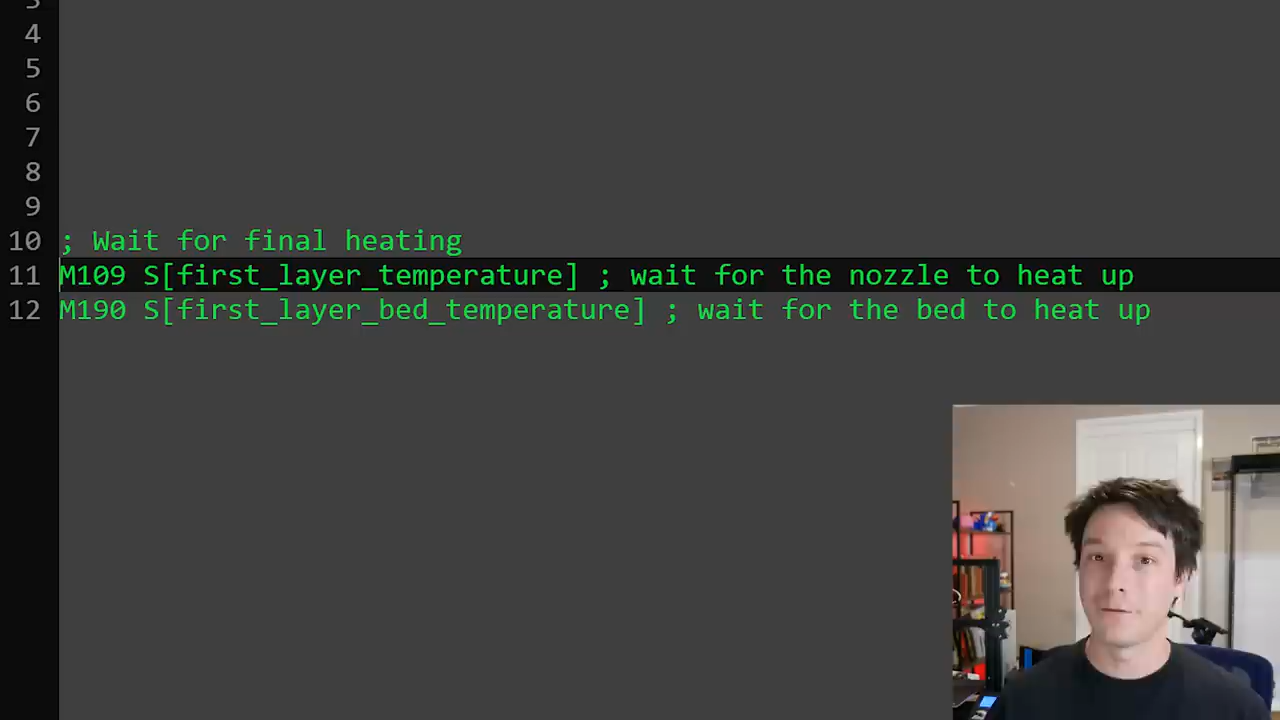 4
5
6
7
8
9
10 ; Wait for final heating
11 M109 S[first_layer_temperature] ; wait for the nozzle to heat up
12 M190 S[first_layer_bed_temperature] ; wait for the bed to heat up